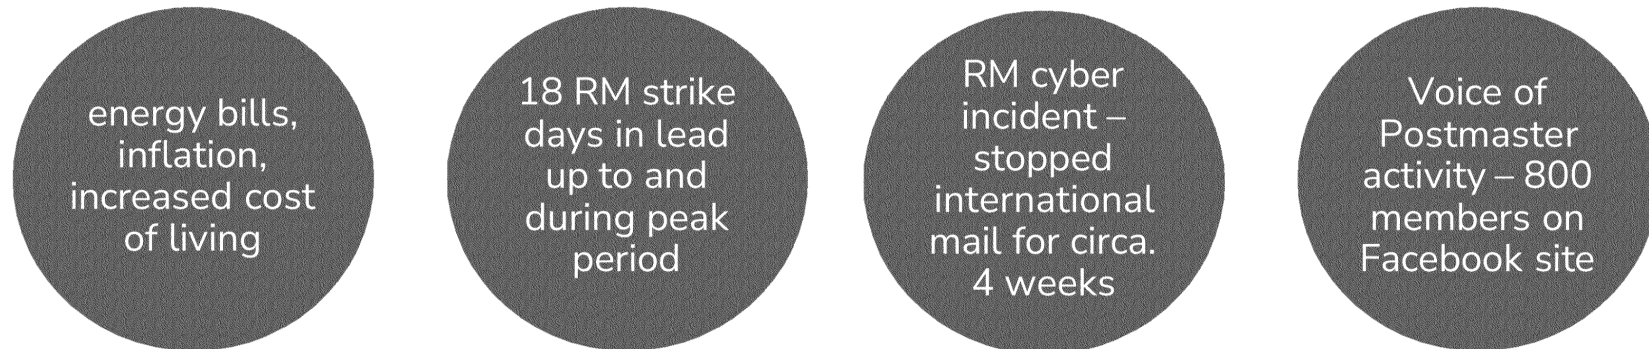 energy bills,
inflation,
increased cost
of living
18 RM strike
days in lead
up to and
during peak
period
RM cyber
incident –
stopped
international
mail for circa.
4 weeks
Voice of
Postmaster
activity – 800
members on
Facebook site